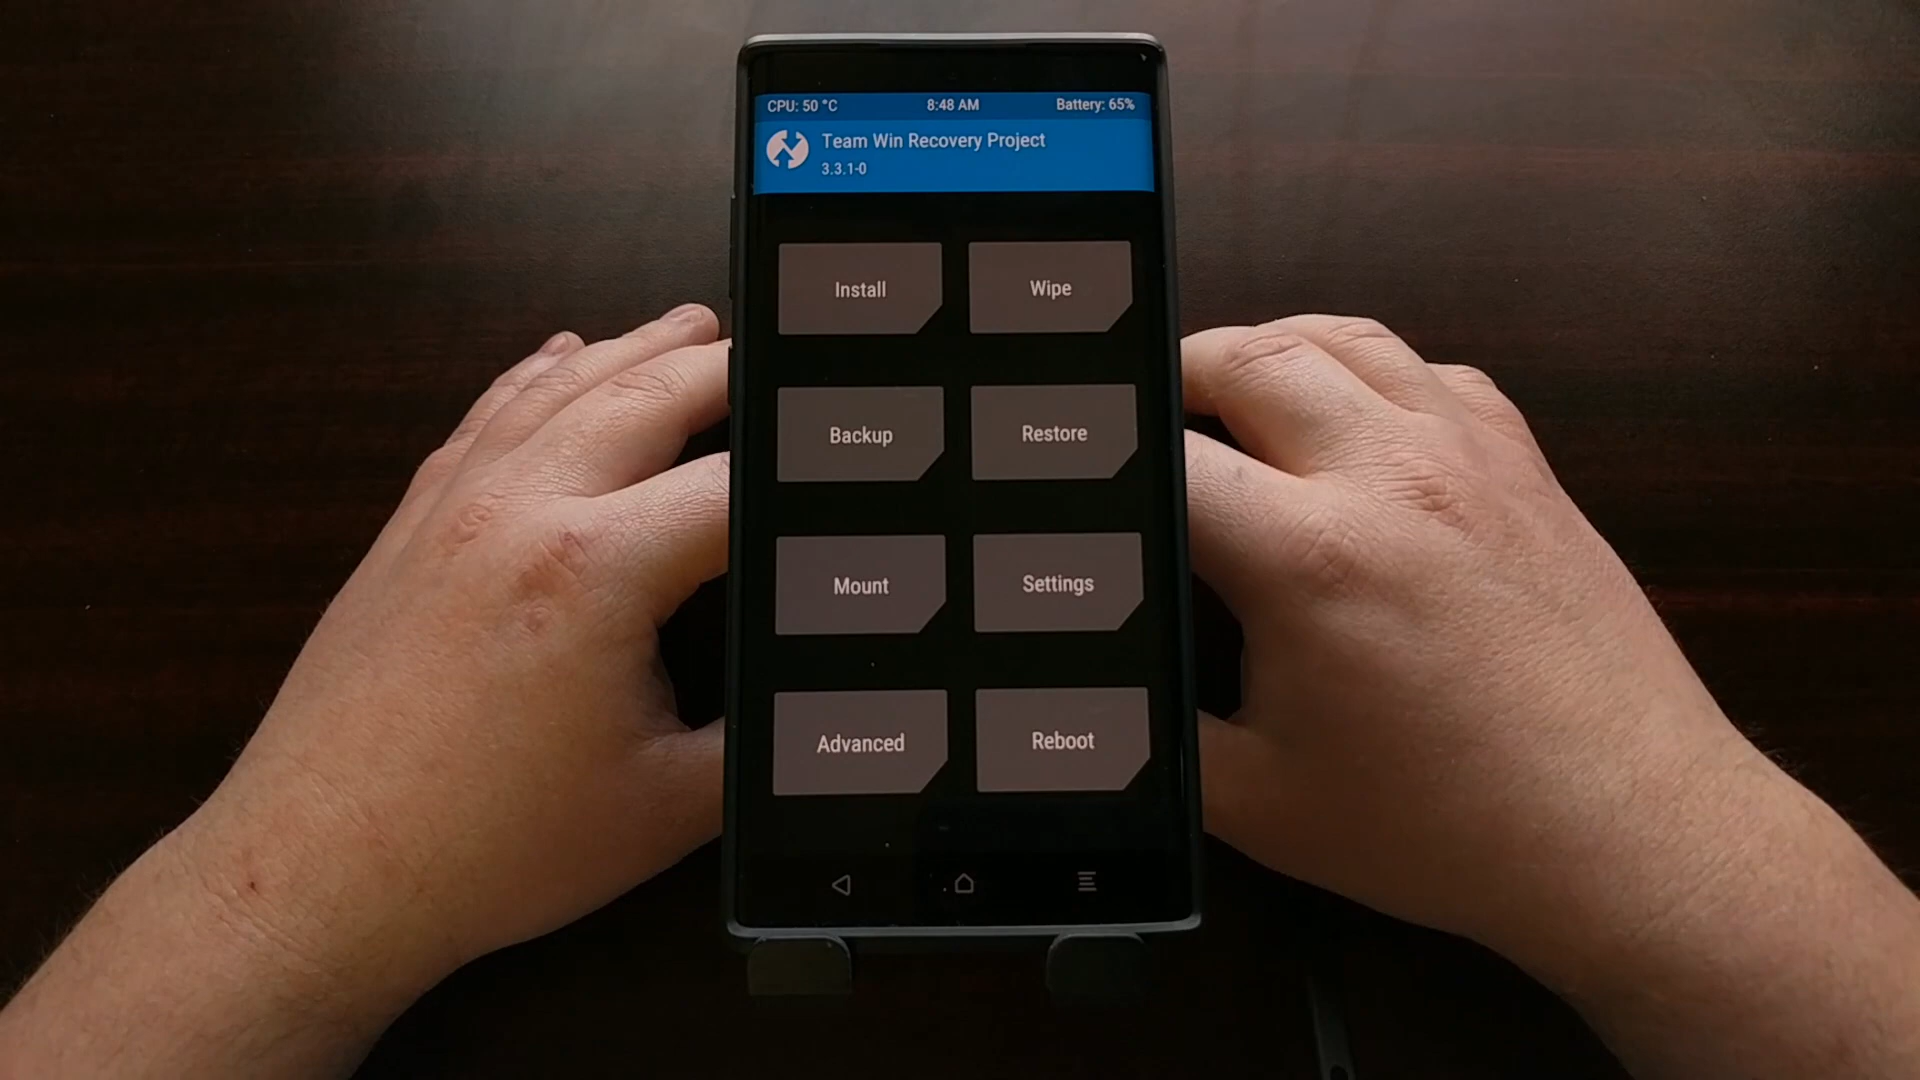 CPU: 50 °C 8:48 AM Battery: 65%
Team Win Recovery Project
3.3.1-0
Install Wipe
Backup Restore
Mount Settings
Advanced Reboot